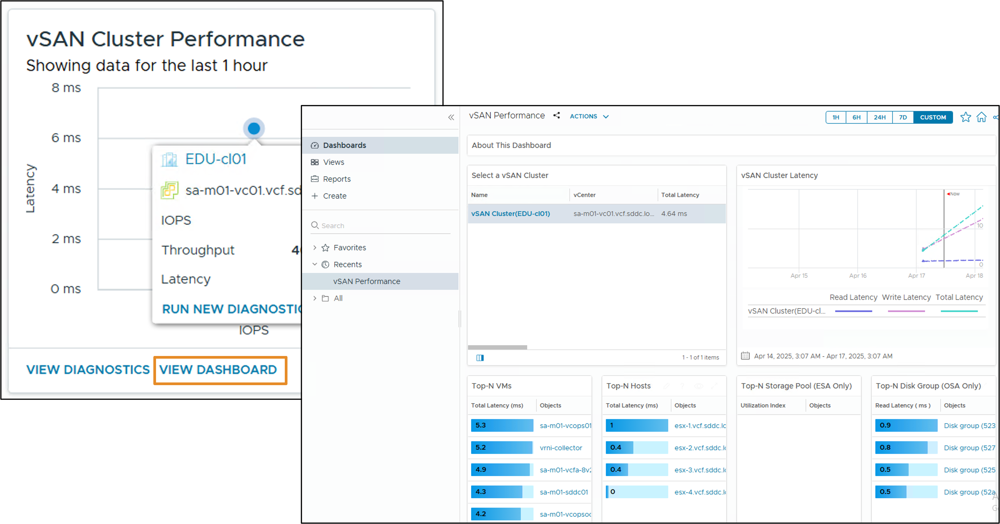 vSAN Cluster Performance
Showing data for the last 1 hour
8 ms
6 ms
4 ms
2 ms
0 ms
Latency
EDU-cl01
sa-m01-vc01.vcf.sd
IOPS
Throughput
Latency
RUN NEW DIAGNOSTIC
IOPS
VIEW DIAGNOSTICS VIEW DASHBOARD
Dashboards
Views
Reports
Create
Search
Favorites
Recents
vSAN Performance
All
vSAN Performance ACTIONS
1H 6H 24H 7D CUSTOM
About This Dashboard
Select a vSAN Cluster
Name vCenter Total Latency
vSAN Cluster(EDU-cl01) sa-m01-vc01.vcf.sddc.lo... 4.64 ms
1 - 1 of 1 items
vSAN Cluster Latency
Now
10
0
Apr 15 Apr 16 Apr 17 Apr 18
Read Latency Write Latency Total Latency
vSAN Cluster(EDU-cl...
Apr 14, 2025, 3:07 AM - Apr 17, 2025, 3:07 AM
Top-N VMs
Total Latency (ms) Objects
5.3 sa-m01-vcops01
5.2 vrni-collector
4.9 sa-m01-vcfa-8v
4.3 sa-m01-sddc01
4.2 sa-m01-vcopsoc
Top-N Hosts
Total Latency (ms) Objects
1 esx-1.vcf.sddc.lc
0.4 esx-2.vcf.sddc.l
0.4 esx-3.vcf.sddc.l
0 esx-4.vcf.sddc.l
Top-N Storage Pool (ESA Only)
Utilization Index Objects
Top-N Disk Group (OSA Only)
Read Latency ( ms ) Objects
0.9 Disk group (523
0.8 Disk group (527
0.5 Disk group (525
0.5 Disk group (52a